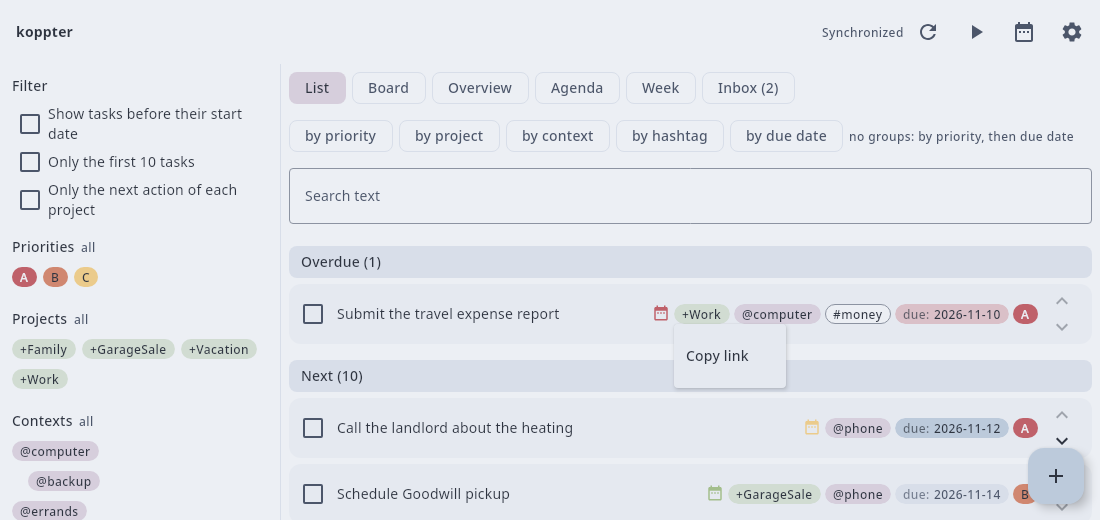 koppter
Synchronized
Filter
Show tasks before their start
date
Only the first 10 tasks
Only the next action of each
project
Priorities all
A B C
Projects all
+Family +GarageSale +Vacation
+Work
Contexts all
@computer
@backup
@errands
List Board Overview Agenda Week Inbox (2)
by priority by project by context by hashtag by due date no groups: by priority, then due date
Search text
Overdue (1)
Submit the travel expense report +Work @computer #money due: 2026-11-10 A
Copy link
Next (10)
Call the landlord about the heating @phone due: 2026-11-12 A
Schedule Goodwill pickup +GarageSale @phone due: 2026-11-14 B